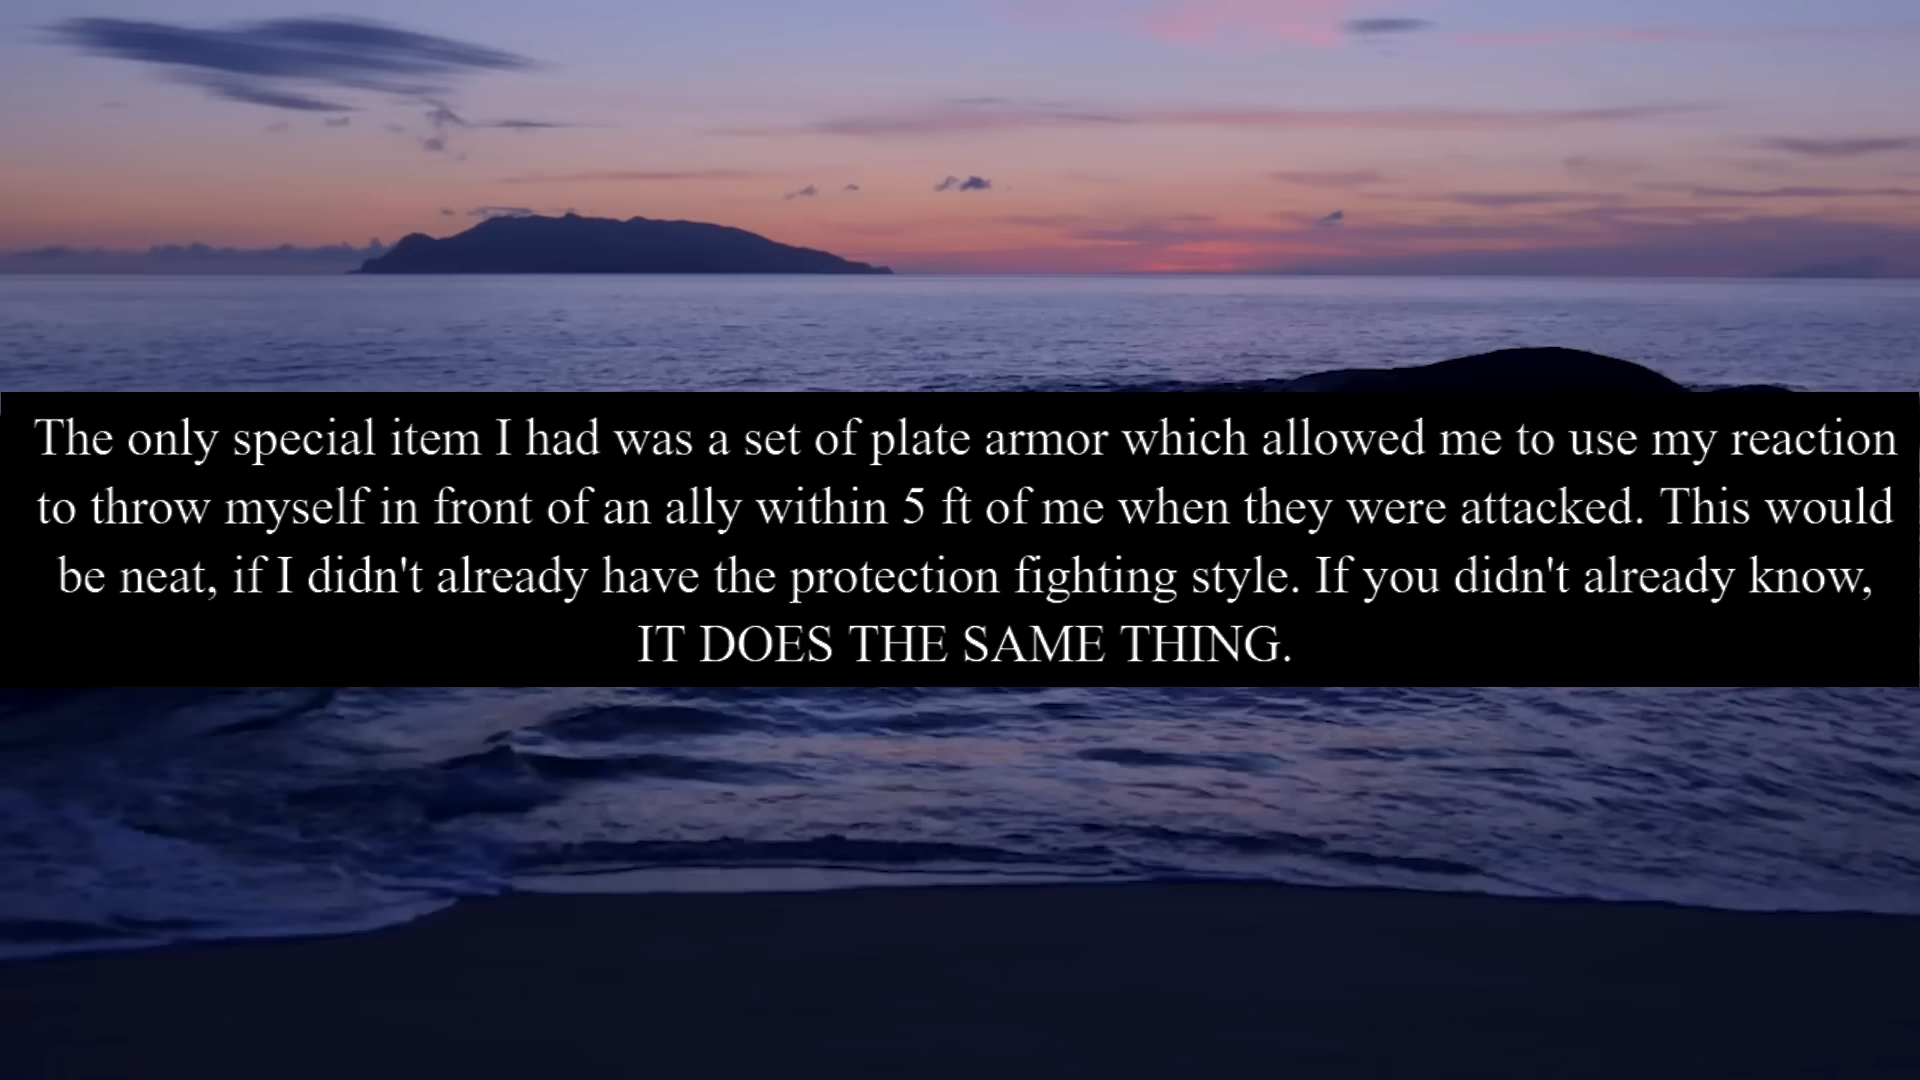 The only special item I had was a set of plate armor which allowed me to use my reaction
to throw myself in front of an ally within 5 ft of me when they were attacked. This would
be neat, if I didn't already have the protection fighting style. If you didn't already know,
IT DOES THE SAME THING.